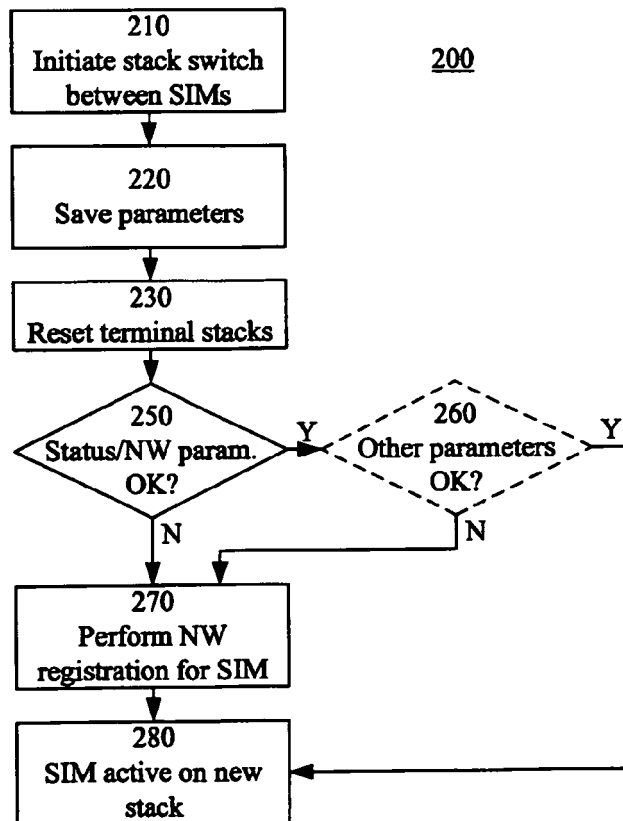 210
Initiate stack switch
between SIMs
200
220
Save parameters
230
Reset terminal stacks
250
Status/NW param.
OK?
Y
260
Other parameters
OK?
Y
N
N
270
Perform NW
registration for SIM
280
SIM active on new
stack